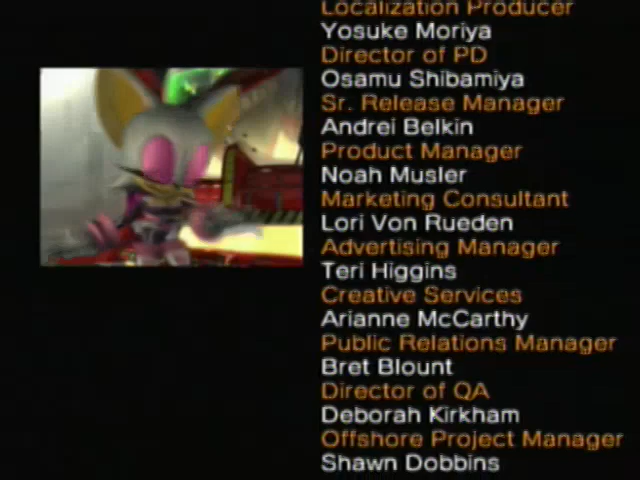 Localization Producer
Yosuke Moriya
Director of PD
Osamu Shibamiya
Sr. Release Manager
Andrei Belkin
Product Manager
Noah Musler
Marketing Consultant
Lori Von Rueden
Advertising Manager
Teri Higgins
Creative Services
Arianne McCarthy
Public Relations Manager
Bret Blount
Director of QA
Deborah Kirkham
Offshore Project Manager
Shawn Dobbins